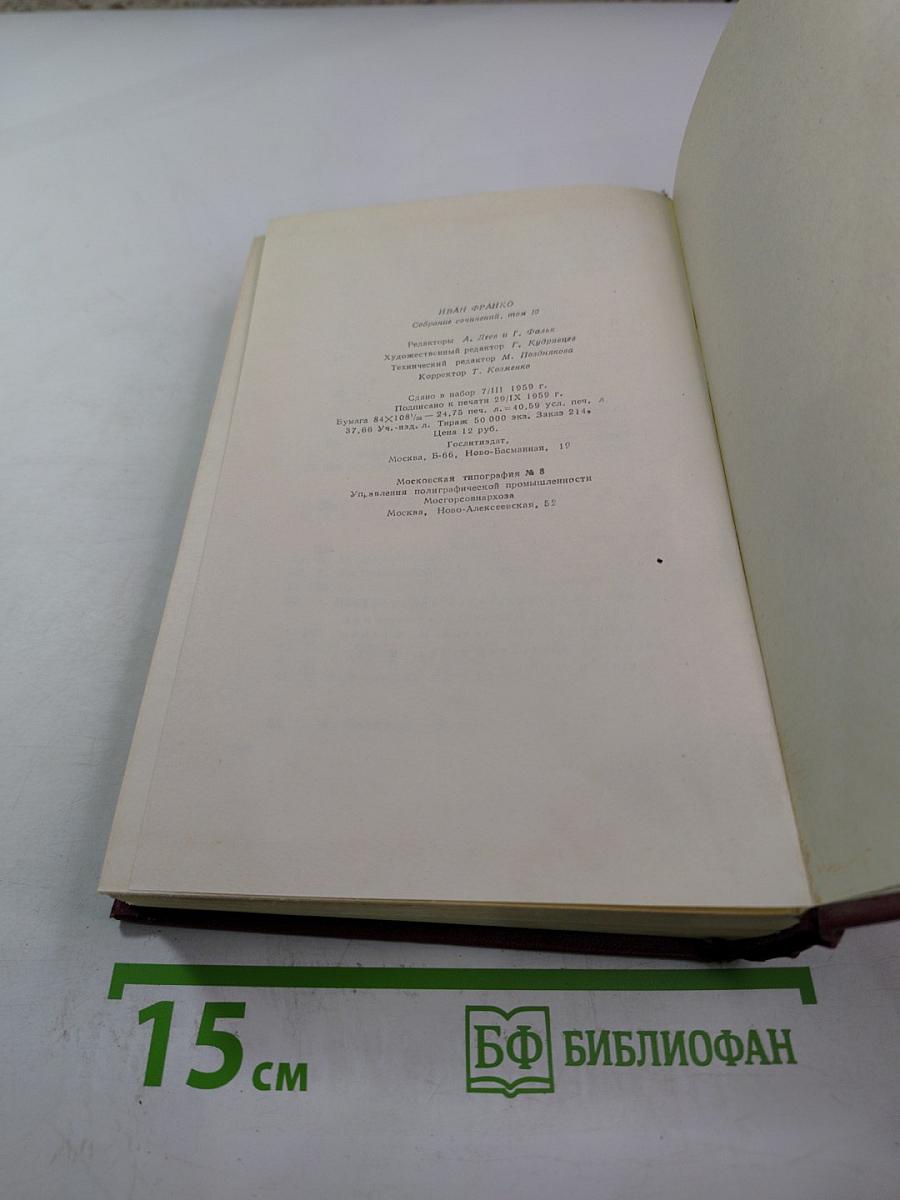 ИВАН ФРАНКО
Собрание сочинений, том 10
Редакторы А. Деев и Г. Фальк
Художественный редактор Г. Кудрявцев
Технический редактор М. Позднякова
Корректор Т. Козменко
Сдано в набор 7/III 1959 г.
Подписано к печати 29/IX 1959 г.
Бумага 84×108¹/₃₂ — 24,75 печ. л.=40,59 усл. печ. л
37,66 Уч.-изд. л. Тираж 50 000 экз. Заказ 214.
Цена 12 руб.
Гослитиздат,
Москва, Б-66, Ново-Басманная, 19
Московская типография № 8
Управления полиграфической промышленности
Мосгорсовнархоза
Москва, Ново-Алексеевская, 52
15 см
БФ БИБЛИОФАН